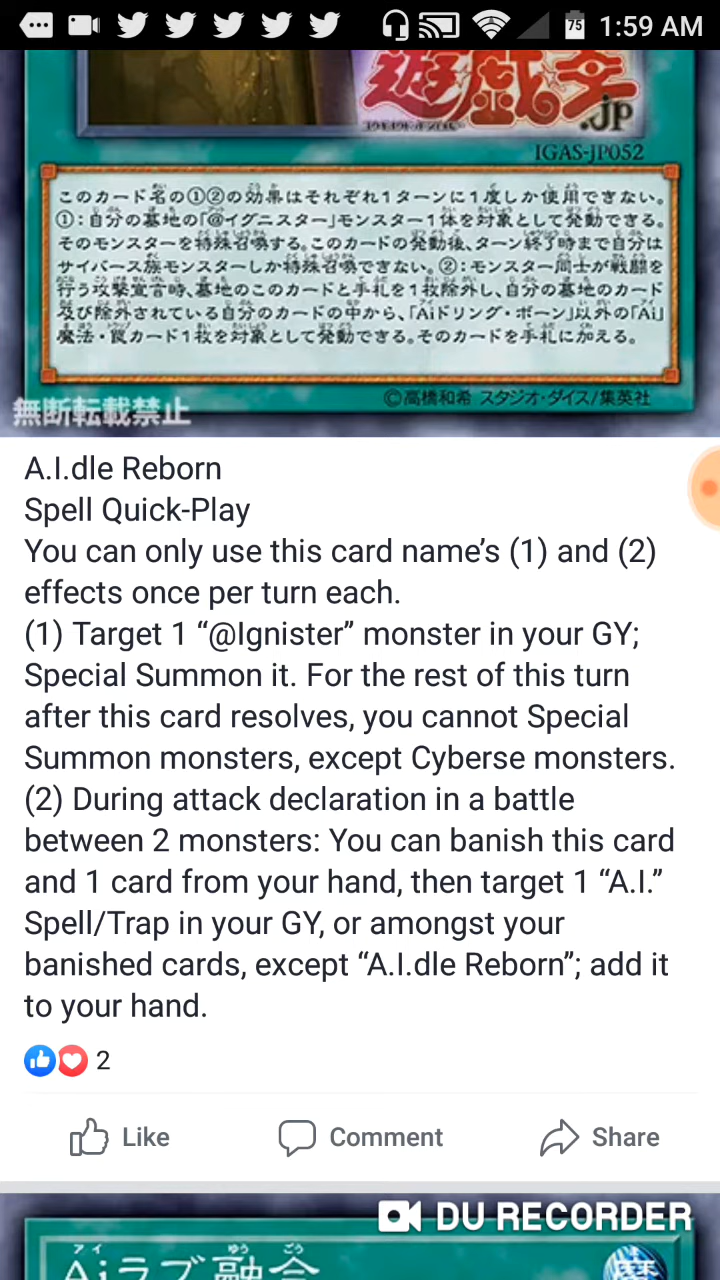 75 1:59 AM
遊戯王.jp
IGAS-JP052
このカード名の①②の効果はそれぞれ1ターンに1度しか使用できない。
①:自分の墓地の「@イグニスター」モンスター1体を対象として発動できる。
そのモンスターを特殊召喚する。このカードの発動後、ターン終了時まで自分は
サイバース族モンスターしか特殊召喚できない。②:モンスター同士が戦闘を
行う攻撃宣言時、墓地のこのカードと手札を1枚除外し、自分の墓地のカード
及び除外されている自分のカードの中から、「Aiドリング・ボーン」以外の「Ai」
魔法・罠カード1枚を対象として発動できる。そのカードを手札に加える。
©高橋和希 スタジオ・ダイス/集英社
無断転載禁止
A.I.dle Reborn
Spell Quick-Play
You can only use this card name’s (1) and (2)
effects once per turn each.
(1) Target 1 “@Ignister” monster in your GY;
Special Summon it. For the rest of this turn
after this card resolves, you cannot Special
Summon monsters, except Cyberse monsters.
(2) During attack declaration in a battle
between 2 monsters: You can banish this card
and 1 card from your hand, then target 1 “A.I.”
Spell/Trap in your GY, or amongst your
banished cards, except “A.I.dle Reborn”; add it
to your hand.
2
Like Comment Share
DU RECORDER
Aiラブ融合